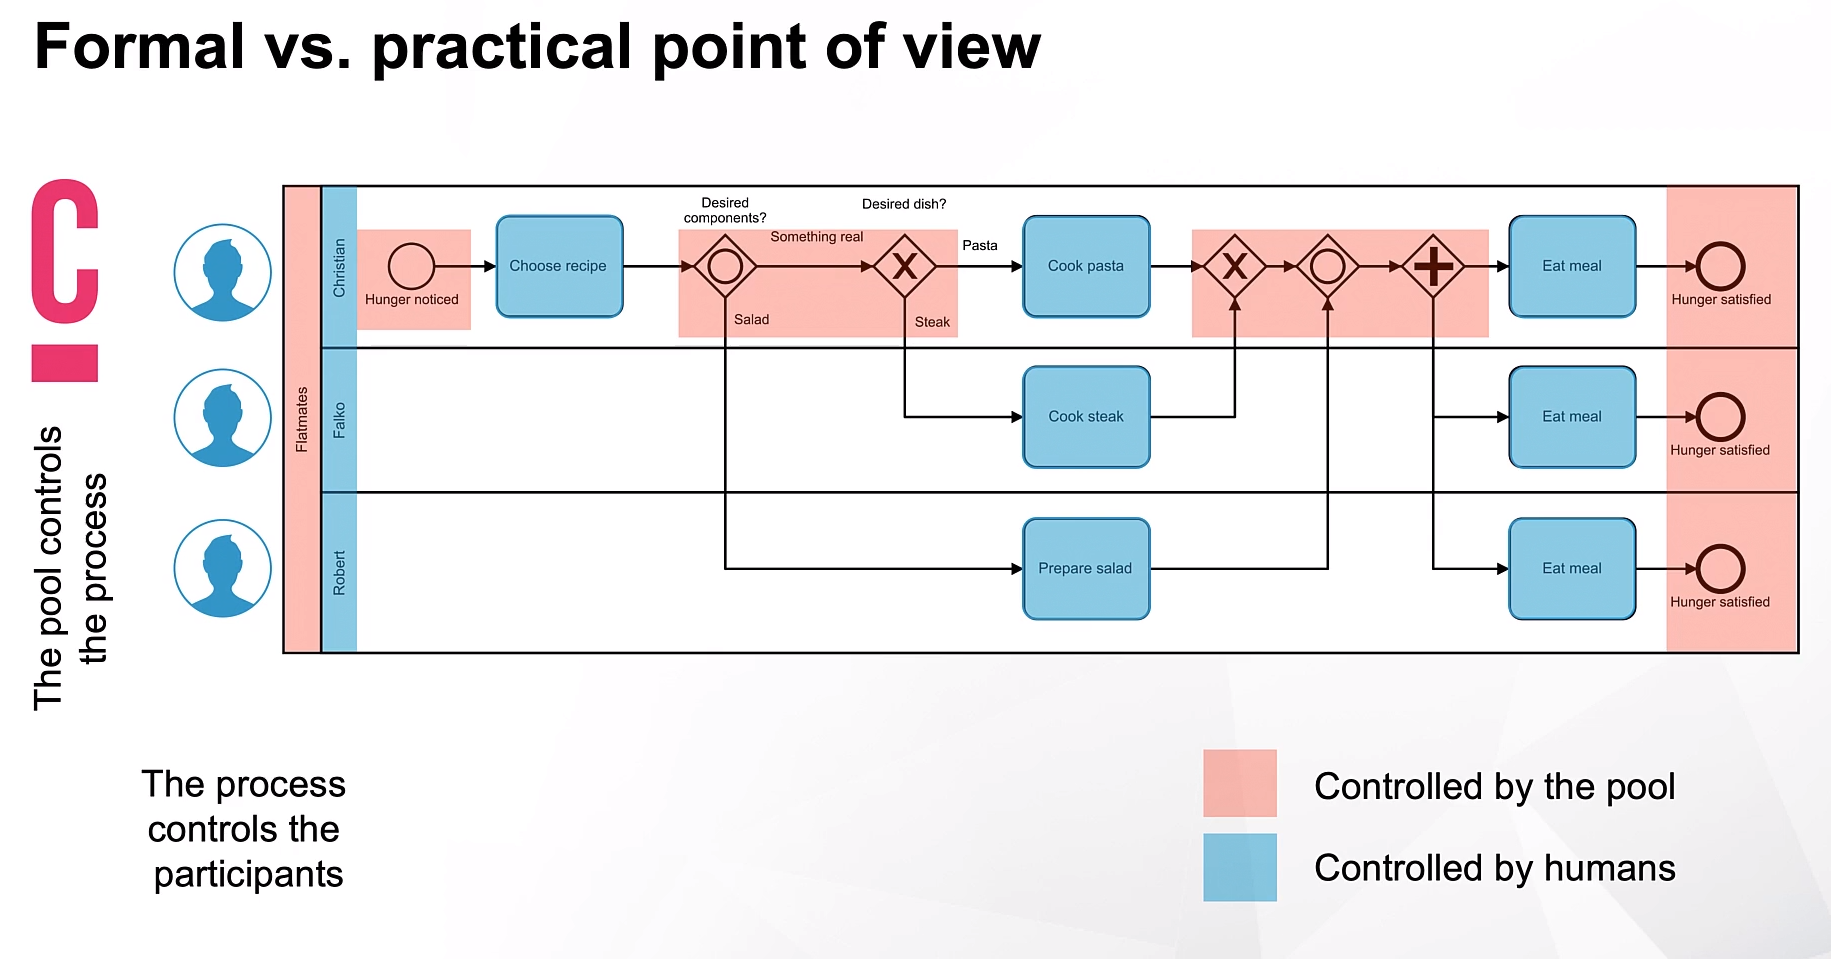 Formal vs. practical point of view
C
The pool controls
the process
Flatmates
Christian
Falko
Robert
Hunger noticed
Choose recipe
Desired
components?
Something real
Desired dish?
Salad
X
Pasta
Steak
Cook pasta
X
Eat meal
Hunger satisfied
Cook steak
Eat meal
Hunger satisfied
Prepare salad
Eat meal
Hunger satisfied
The process
controls the
participants
Controlled by the pool
Controlled by humans